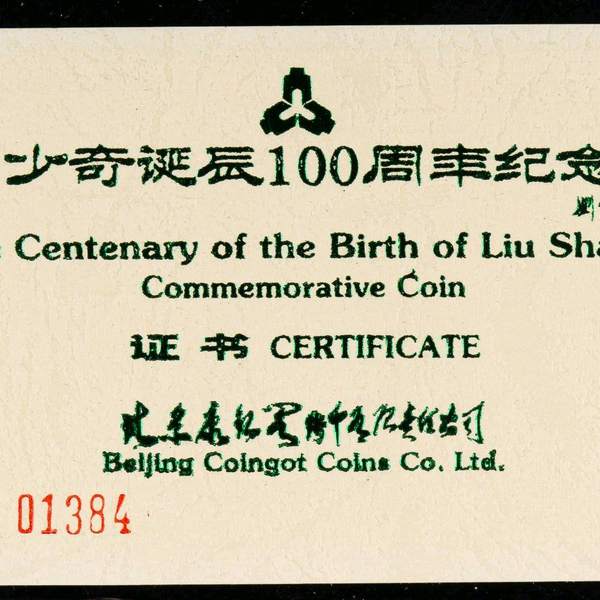 少奇诞辰100周年纪念
Centenary of the Birth of Liu Sha
Commemorative Coin
证书 CERTIFICATE
Beijing Coingot Coins Co. Ltd.
01384